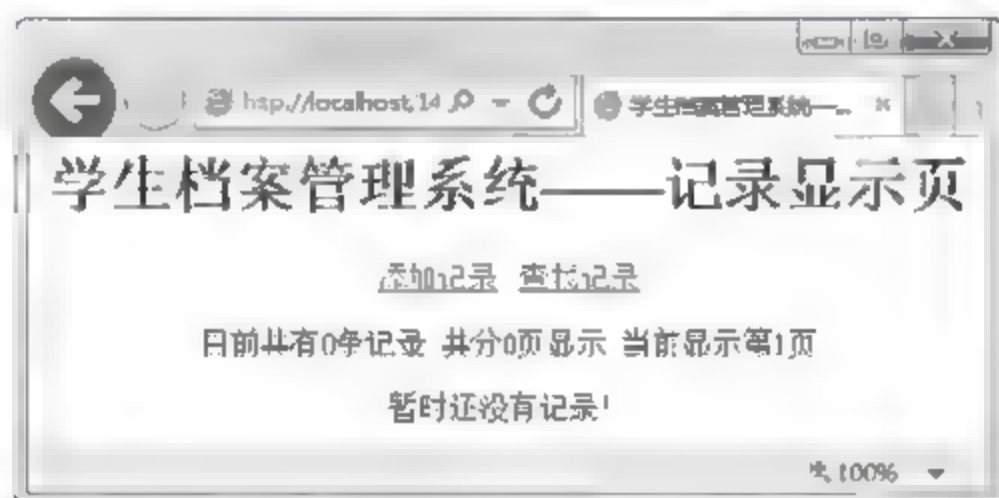 http://localhost:14
学生档案管理系统—...
学生档案管理系统——记录显示页
添加记录 查找记录
目前共有0条记录 共分0页显示 当前显示第1页
暂时还没有记录!
100%